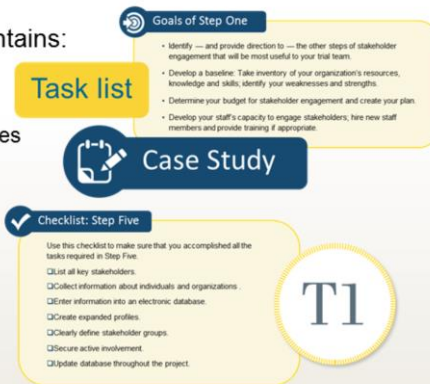 ntains:
Goals of Step One
• Identify — and provide direction to — the other steps of stakeholder
engagement that will be most useful to your trial team.
• Develop a baseline: Take inventory of your organization's resources,
knowledge and skills; identify your weaknesses and strengths.
• Determine your budget for stakeholder engagement and create your plan.
• Develop your staff's capacity to engage stakeholders; hire new staff
members and provide training if appropriate.
Task list
es
Case Study
Checklist: Step Five
Use this checklist to make sure that you accomplished all the
tasks required in Step Five.
❑List all key stakeholders.
❑Collect information about individuals and organizations .
❑Enter information into an electronic database.
❑Create expanded profiles.
❑Clearly define stakeholder groups.
❑Secure active involvement.
❑Update database throughout the project.
T1